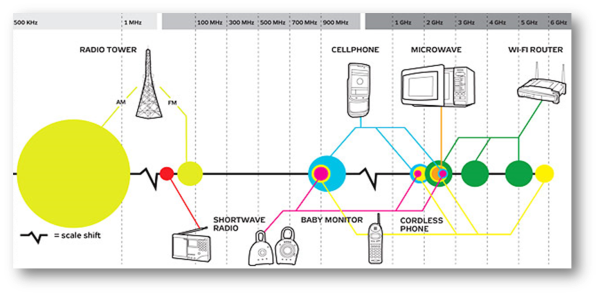 500 KHZ 1 MHZ 100 MHZ 300 MHZ 500 MHZ 700 MHZ 900 MHZ 1 GHZ 2 GHZ 3 GHZ 4 GHZ 5 GHZ 6 GHZ
RADIO TOWER CELLPHONE MICROWAVE WI-FI ROUTER
AM FM
SHORTWAVE RADIO
BABY MONITOR
CORDLESS PHONE
= scale shift